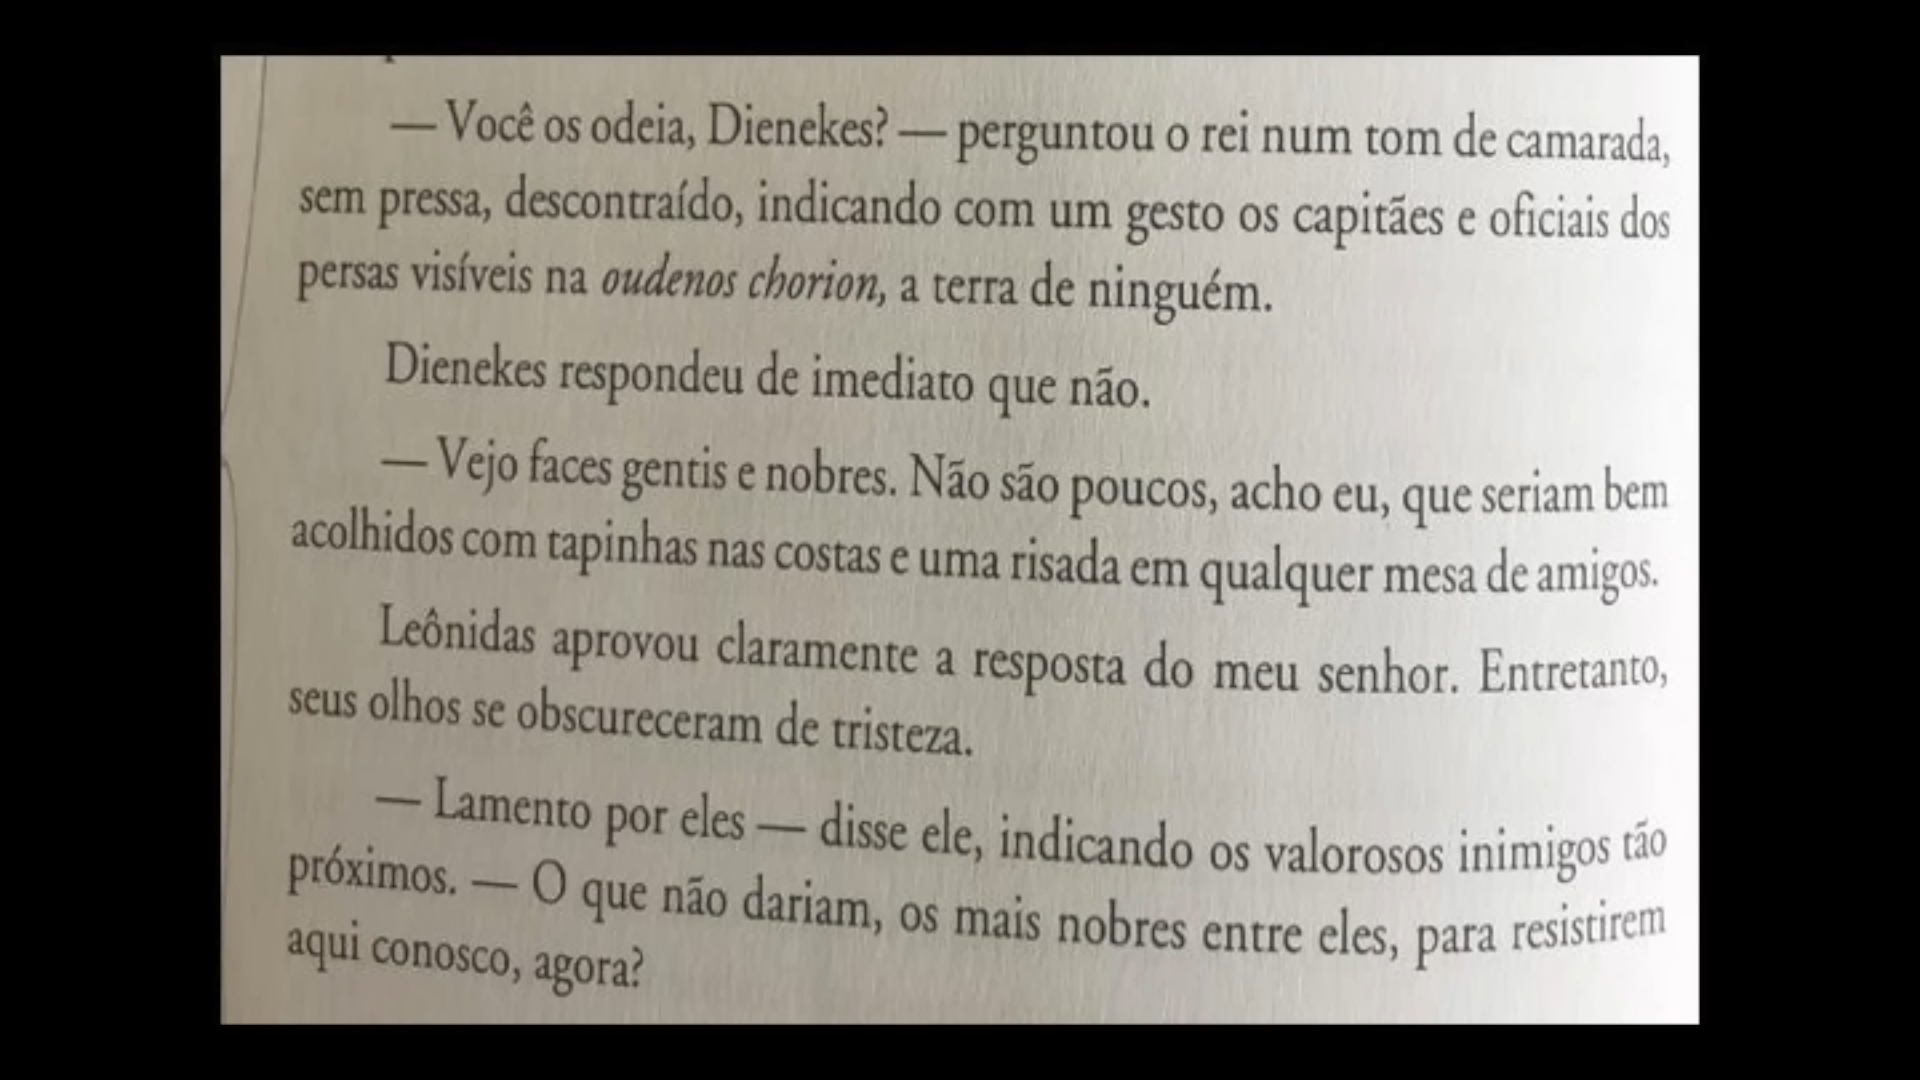 — Você os odeia, Dienekes? — perguntou o rei num tom de camarada,
sem pressa, descontraído, indicando com um gesto os capitães e oficiais dos
persas visíveis na oudenos chorion, a terra de ninguém.
Dienekes respondeu de imediato que não.
— Vejo faces gentis e nobres. Não são poucos, acho eu, que seriam bem
acolhidos com tapinhas nas costas e uma risada em qualquer mesa de amigos.
Leônidas aprovou claramente a resposta do meu senhor. Entretanto,
seus olhos se obscureceram de tristeza.
— Lamento por eles — disse ele, indicando os valorosos inimigos tão
próximos. — O que não dariam, os mais nobres entre eles, para resistirem
aqui conosco, agora?